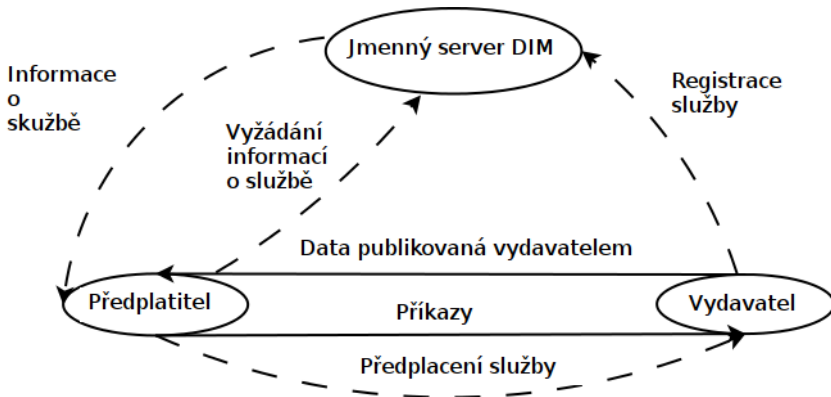 Jmenný server DIM
Informace
o
skužbě
Registrace
služby
Vyžádání
informací
o službě
Data publikovaná vydavatelem
Předplatitel
Příkazy
Vydavatel
Předplacení služby